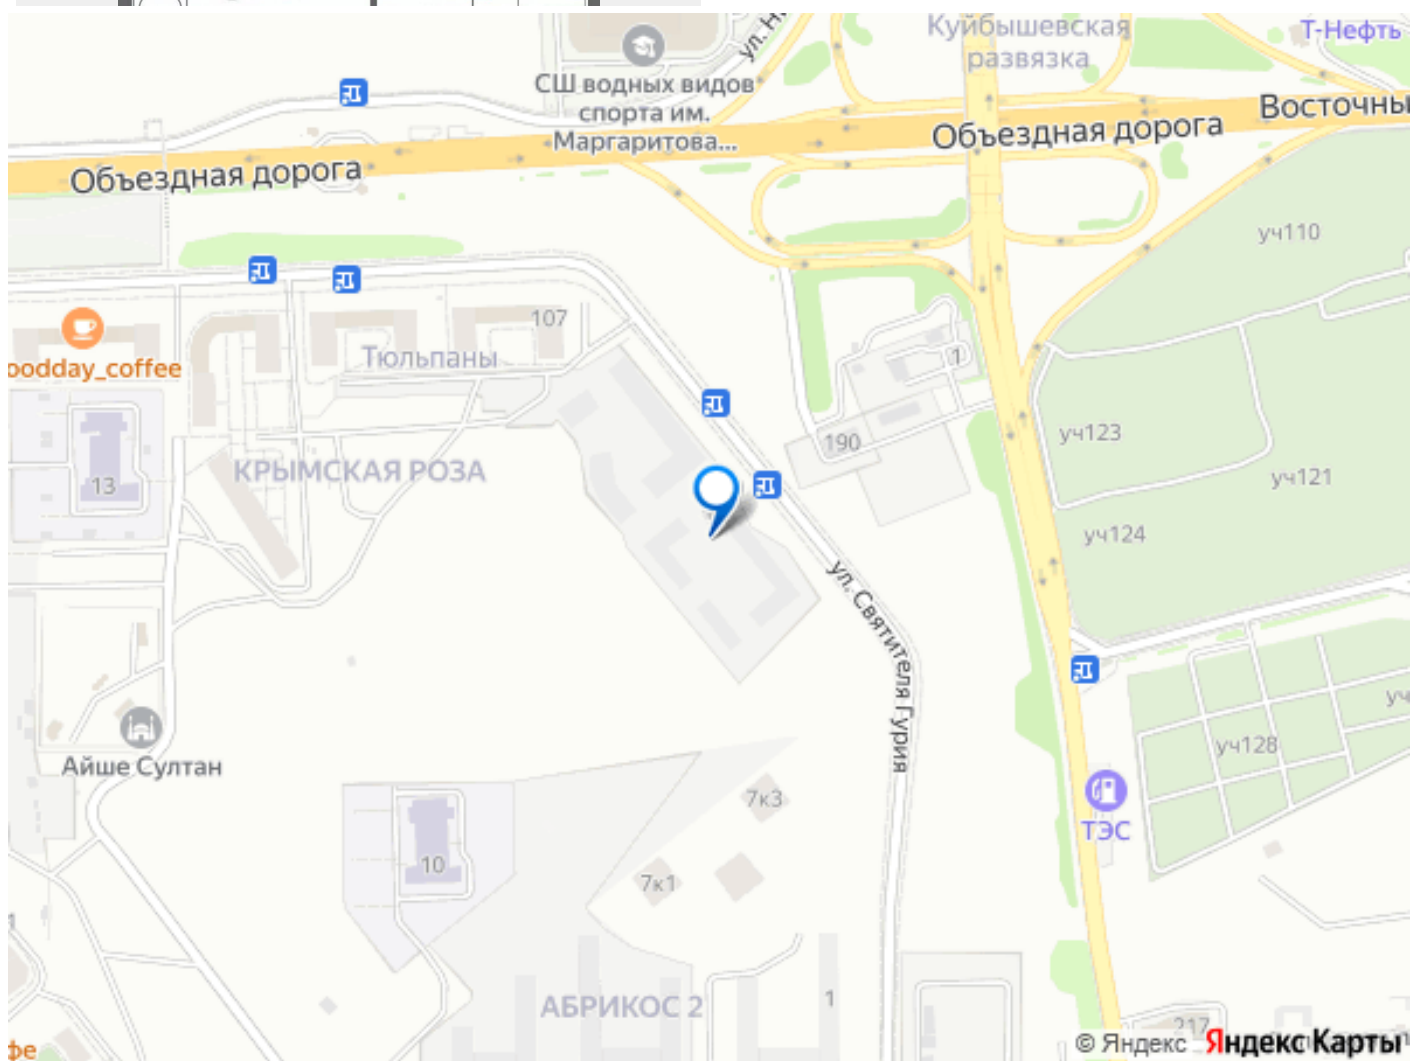 Куйбышевская
развязка
Т-Нефть
СШ водных видов
спорта им.
Маргаритова...
Восточны
Объездная дорога
Объездная дорога
уч110
107
Тюльпаны
oodday_coffee
1
уч123
190
КРЫМСКАЯ РОЗА
13
уч121
уч124
ул. Святителя Гурия
уч128
Айше Султан
7к3
ТЭС
10
7к1
АБРИКОС 2
1
217
фе
© Яндекс Яндекс Карты